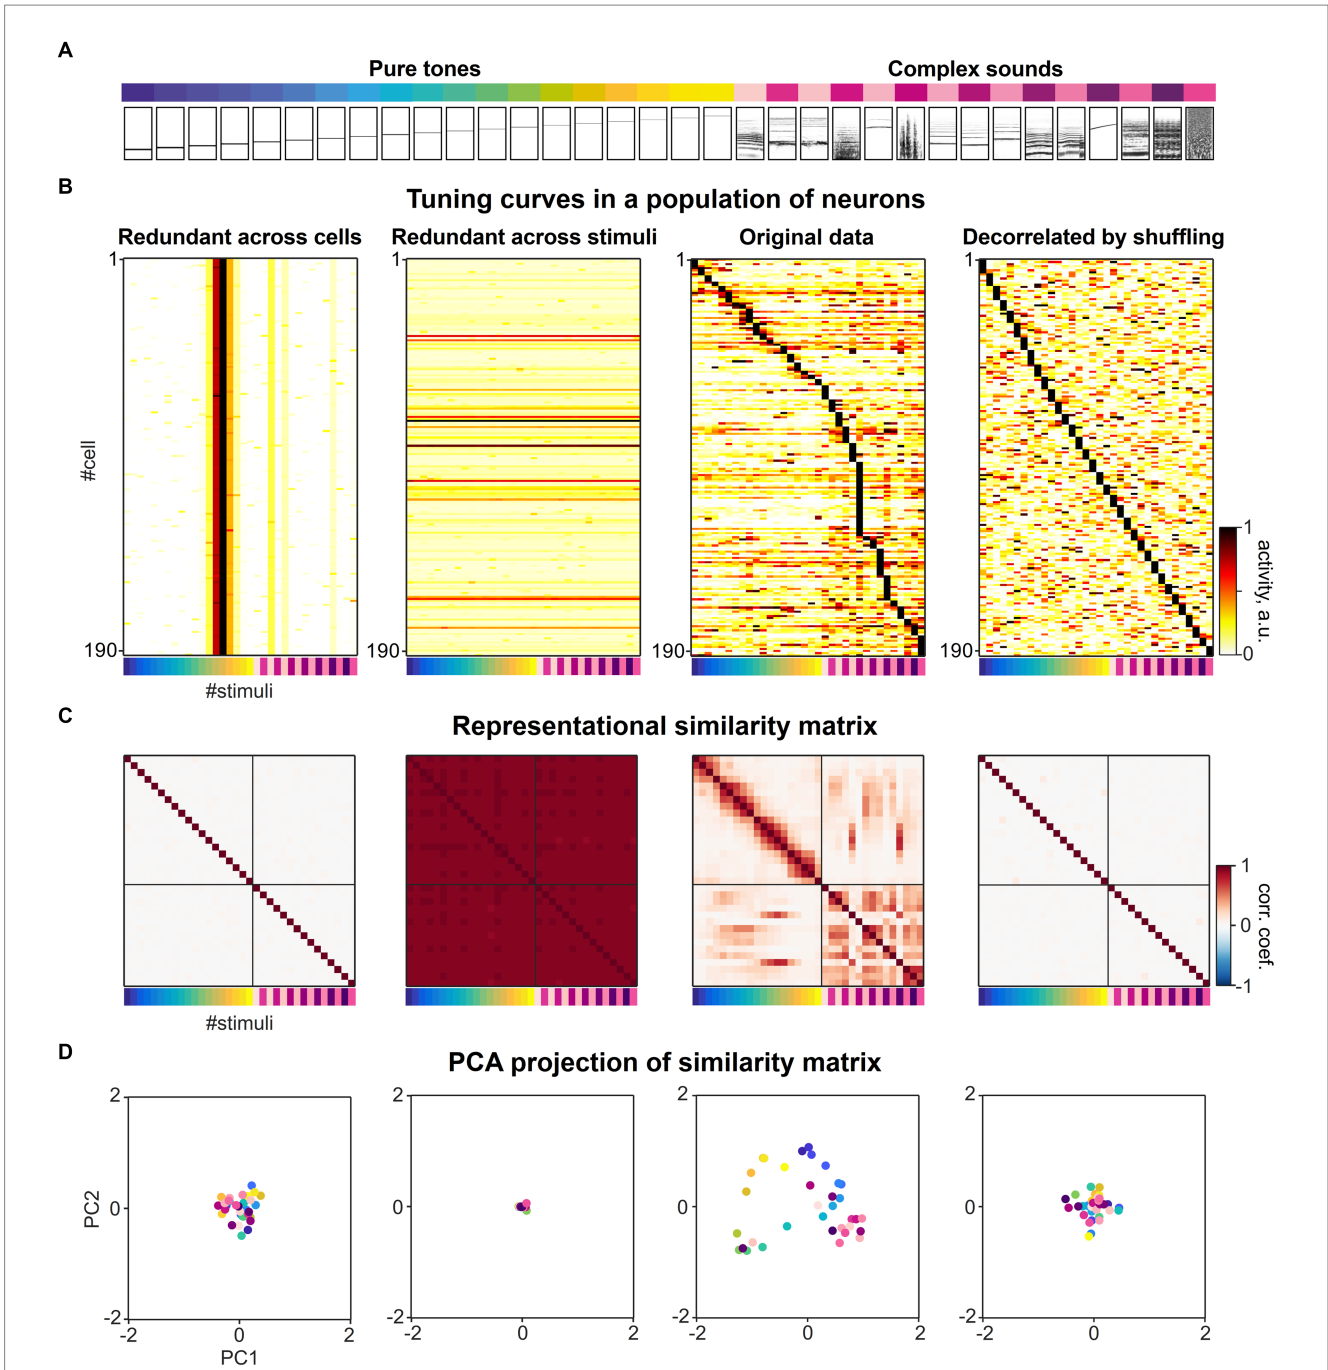 A
Pure tones
Complex sounds
B
Tuning curves in a population of neurons
Redundant across cells
Redundant across stimuli
Original data
Decorrelated by shuffling
1
1
1
1
#cell
190
190
190
190
1
0
activity, a.u.
#stimuli
C
Representational similarity matrix
1
0
-1
corr. coef.
#stimuli
D
PCA projection of similarity matrix
2
2
2
2
PC2
0
0
0
0
-2
-2
-2
-2
-2
0
2
-2
0
2
-2
0
2
-2
0
2
PC1